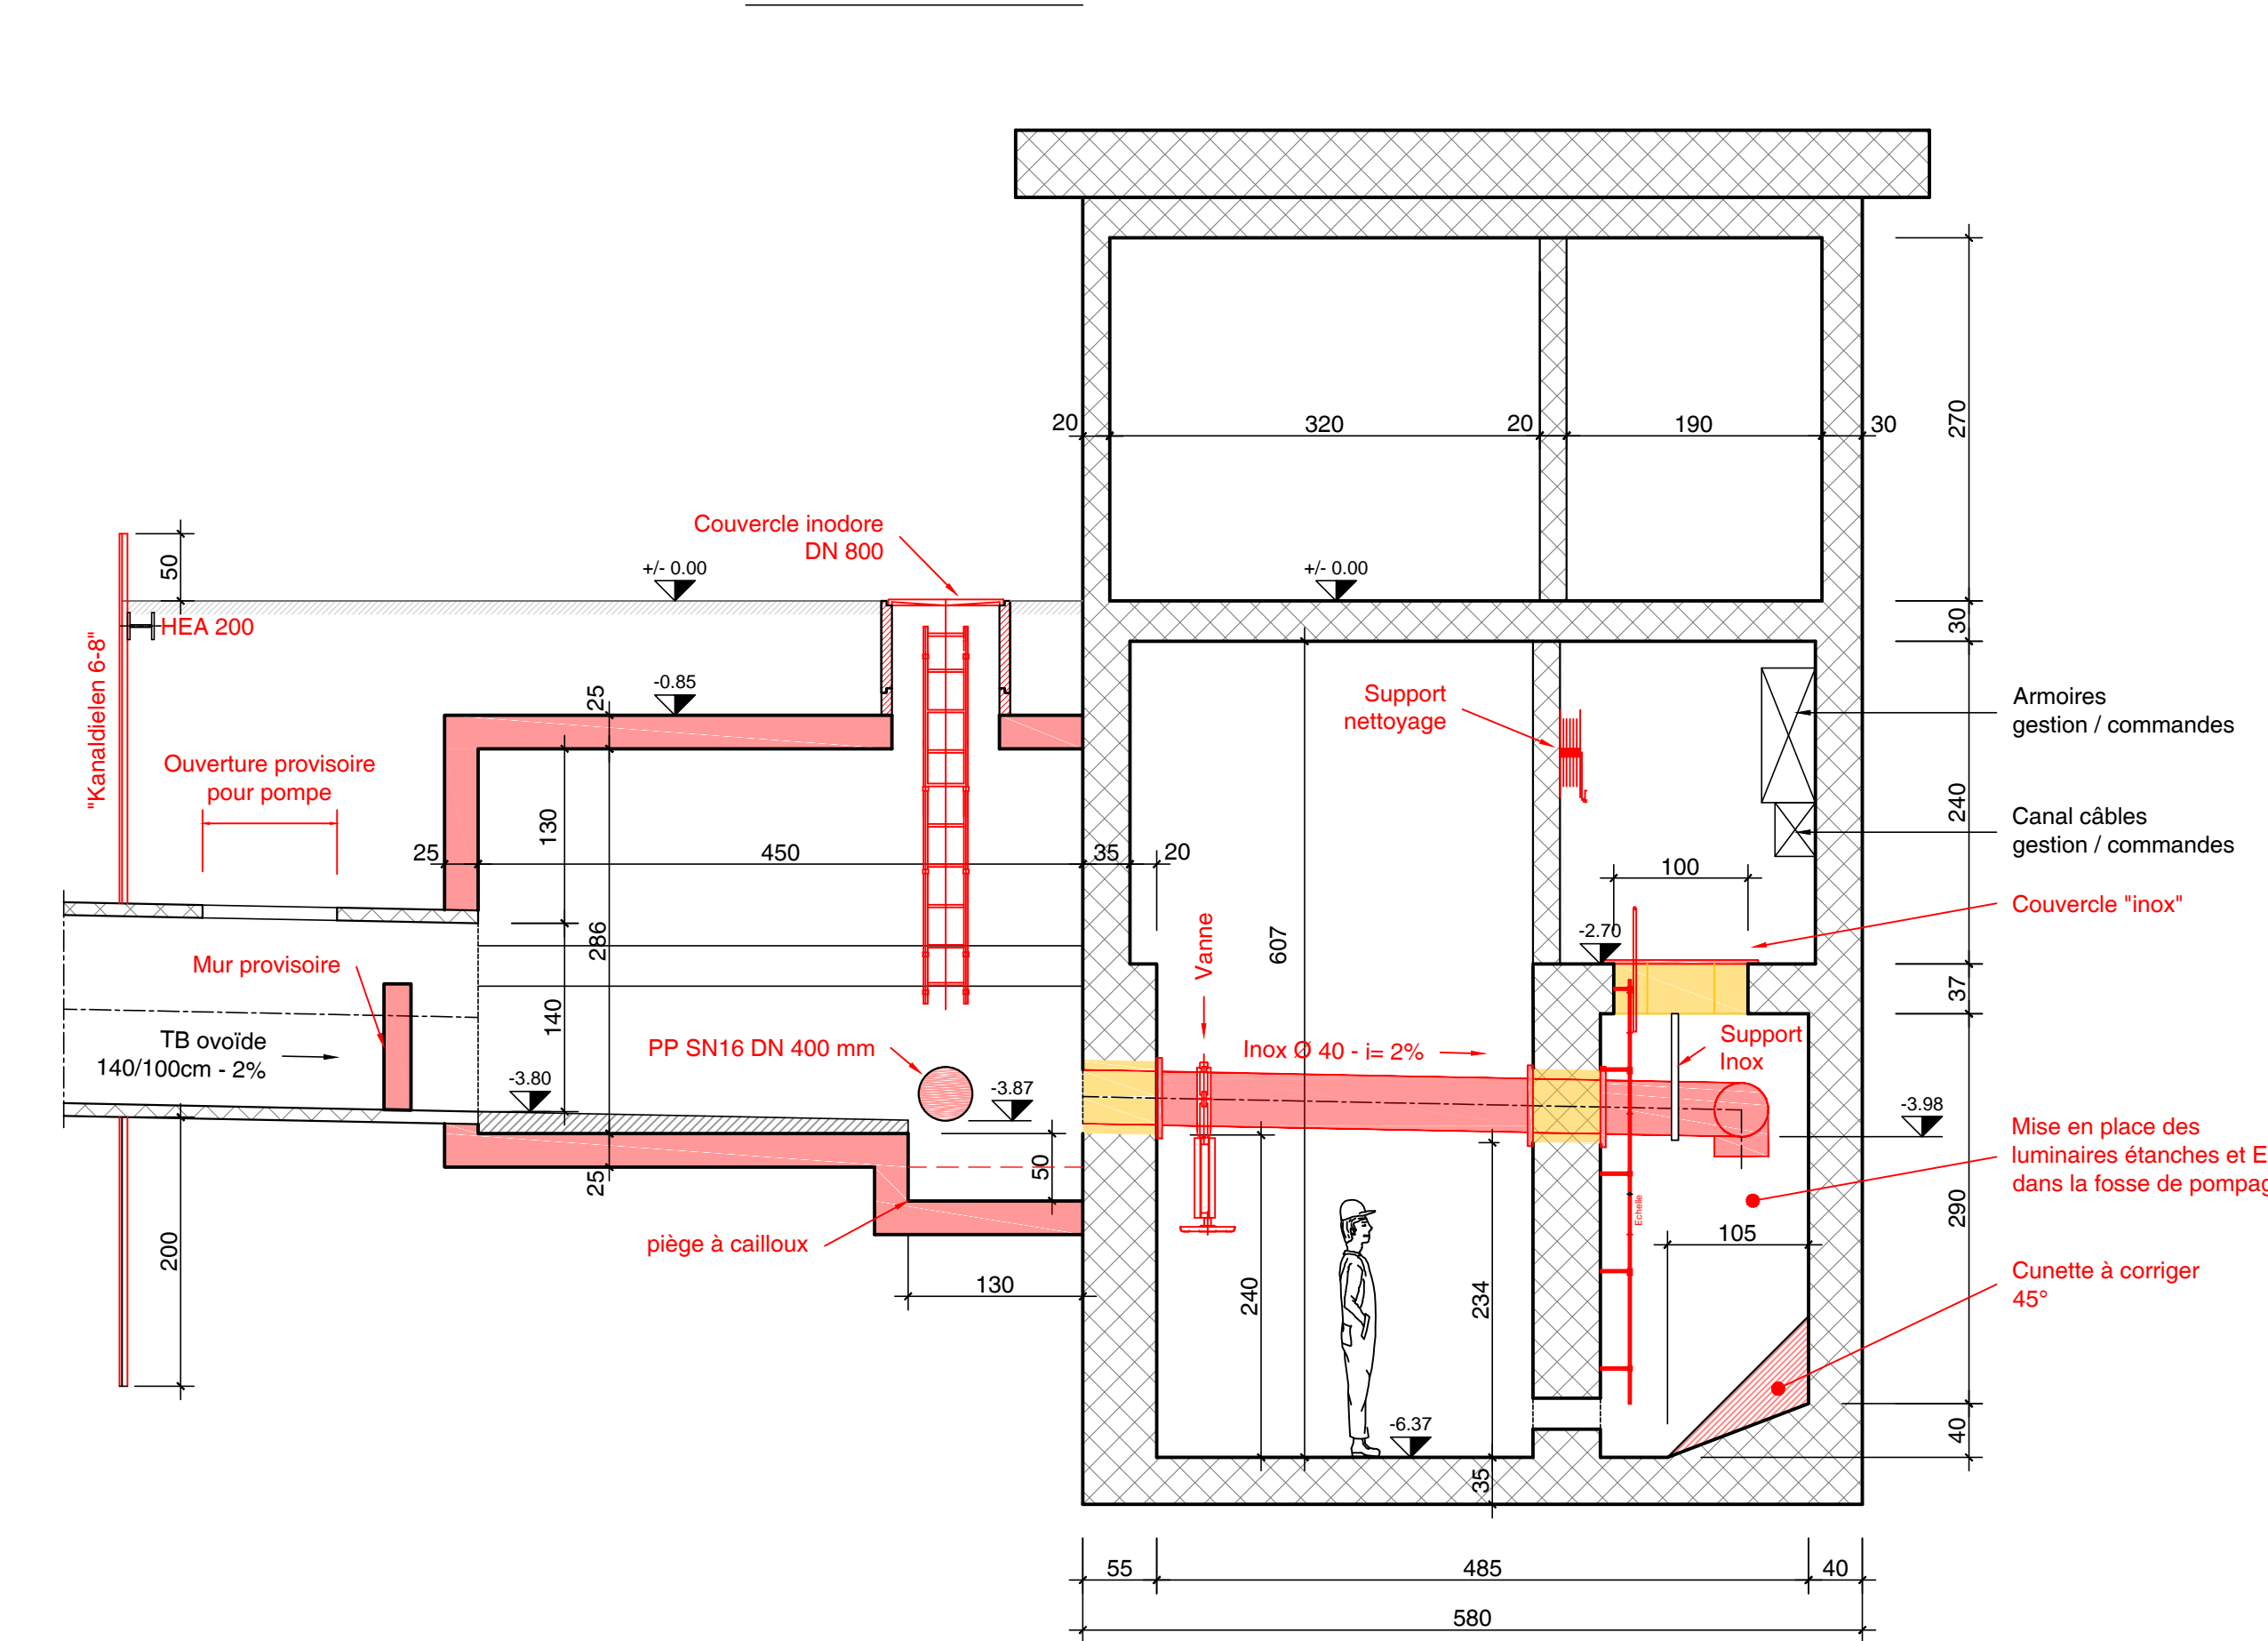 20
320
20
190
30
270
Couvercle inodore
DN 800
50
+/- 0.00
+/- 0.00
30
HEA 200
"Kanaldielen 6-8"
-0.85
25
Support
nettoyage
Armoires
gestion / commandes
Ouverture provisoire
pour pompe
130
240
Canal câbles
gestion / commandes
25
450
35
20
100
Couvercle "inox"
286
Vanne
607
-2.70
Mur provisoire
140
37
TB ovoïde
140/100cm - 2%
PP SN16 DN 400 mm
Inox Ø 40 - i= 2%
Support
Inox
-3.80
-3.87
-3.98
Mise en place des
luminaires étanches et E
dans la fosse de pompag
50
25
Echelle
290
200
piège à cailloux
105
130
240
234
Cunette à corriger
45°
-6.37
40
35
55
485
40
580